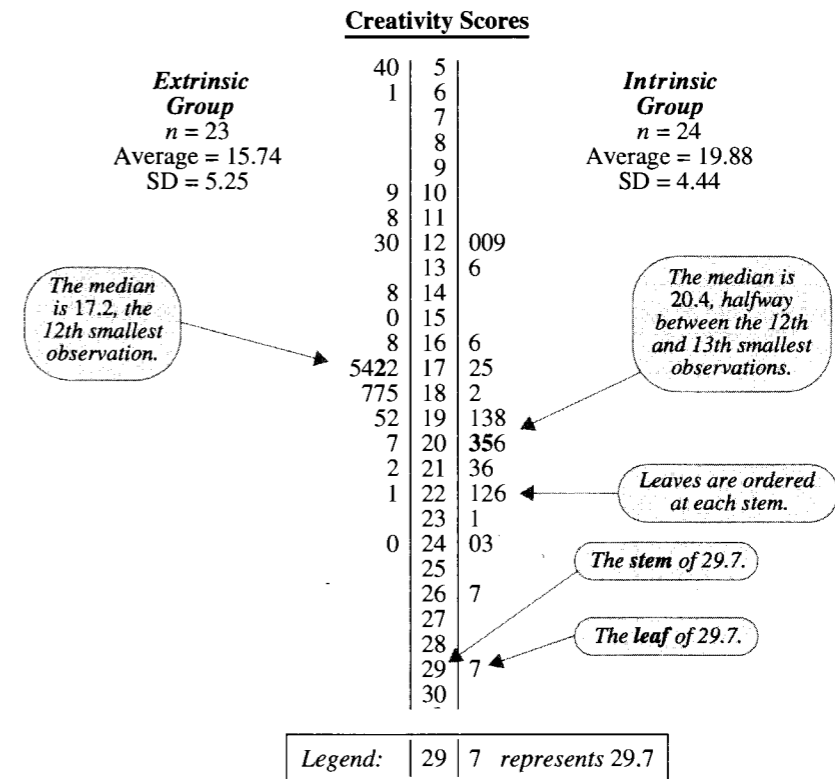 Creativity Scores
Extrinsic
Group
n = 23
Average = 15.74
SD = 5.25
Intrinsic
Group
n = 24
Average = 19.88
SD = 4.44
40 | 5 |
1 | 6 |
7
8
9
9 | 10 |
8 | 11 |
30 | 12 | 009
13 | 6
8 | 14 |
0 | 15 |
8 | 16 | 6
5422 | 17 | 25
775 | 18 | 2
52 | 19 | 138
7 | 20 | 356
2 | 21 | 36
1 | 22 | 126
23 | 1
0 | 24 | 03
25
26 | 7
27
28
29 | 7
30
The median
is 17.2, the
12th smallest
observation.
The median is
20.4, halfway
between the 12th
and 13th smallest
observations.
Leaves are ordered
at each stem.
The stem of 29.7.
The leaf of 29.7.
Legend: | 29 | 7 represents 29.7